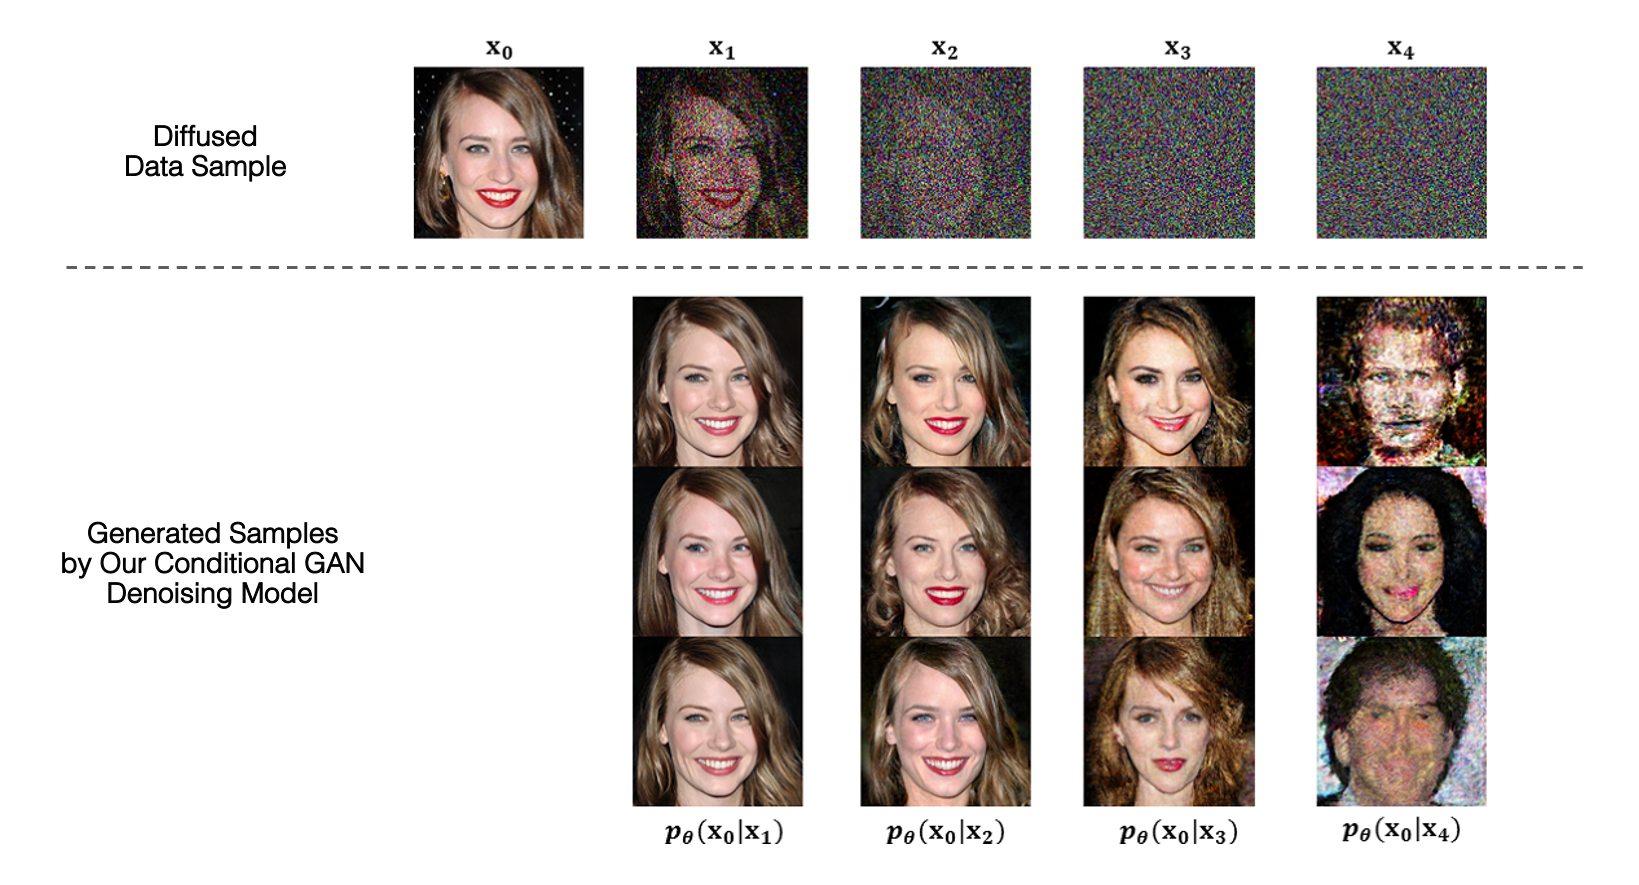 x₀ x₁ x₂ x₃ x₄
Diffused
Data Sample
Generated Samples
by Our Conditional GAN
Denoising Model
pθ(x₀|x₁) pθ(x₀|x₂) pθ(x₀|x₃) pθ(x₀|x₄)